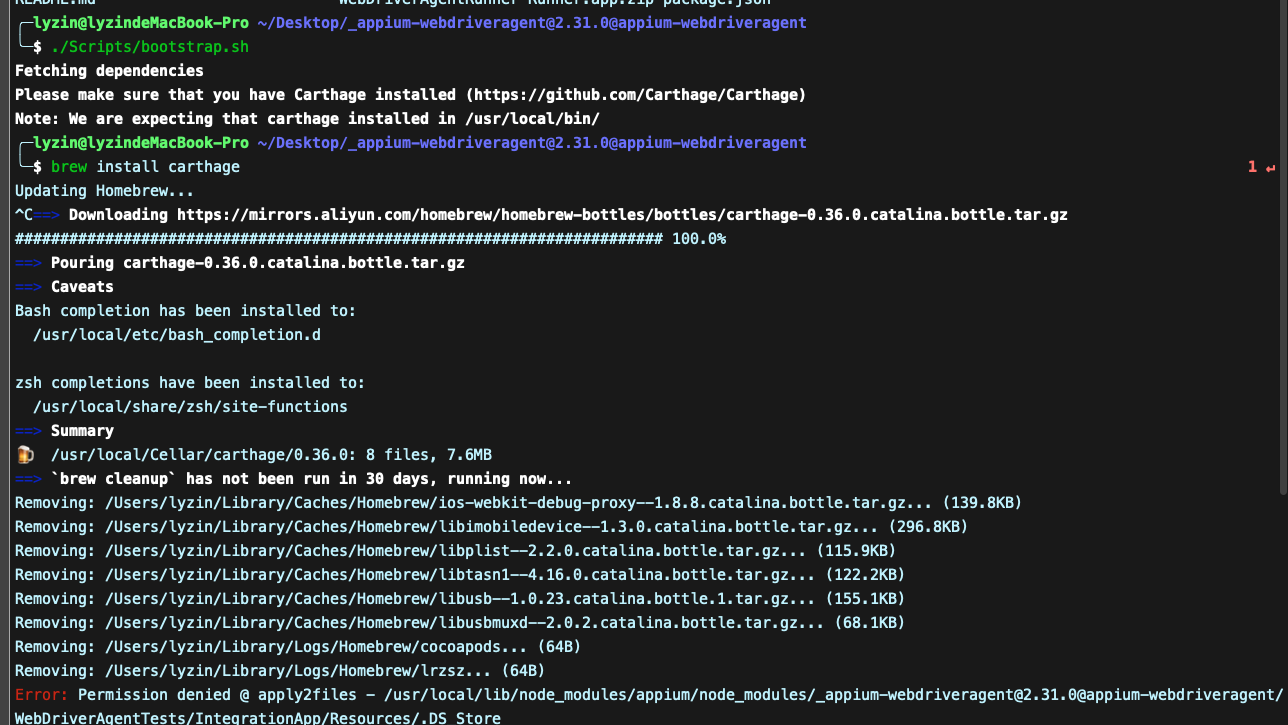 README.md WebDriverAgentRunner-Runner.app.zip package.json
lyzin@lyzindeMacBook-Pro ~/Desktop/_appium-webdriveragent@2.31.0@appium-webdriveragent
$ ./Scripts/bootstrap.sh
Fetching dependencies
Please make sure that you have Carthage installed (https://github.com/Carthage/Carthage)
Note: We are expecting that carthage installed in /usr/local/bin/
lyzin@lyzindeMacBook-Pro ~/Desktop/_appium-webdriveragent@2.31.0@appium-webdriveragent
$ brew install carthage 1 ↵
Updating Homebrew...
^C==> Downloading https://mirrors.aliyun.com/homebrew/homebrew-bottles/bottles/carthage-0.36.0.catalina.bottle.tar.gz
######################################################################## 100.0%
==> Pouring carthage-0.36.0.catalina.bottle.tar.gz
==> Caveats
Bash completion has been installed to:
/usr/local/etc/bash_completion.d
zsh completions have been installed to:
/usr/local/share/zsh/site-functions
==> Summary
🍺 /usr/local/Cellar/carthage/0.36.0: 8 files, 7.6MB
==> `brew cleanup` has not been run in 30 days, running now...
Removing: /Users/lyzin/Library/Caches/Homebrew/ios-webkit-debug-proxy--1.8.8.catalina.bottle.tar.gz... (139.8KB)
Removing: /Users/lyzin/Library/Caches/Homebrew/libimobiledevice--1.3.0.catalina.bottle.tar.gz... (296.8KB)
Removing: /Users/lyzin/Library/Caches/Homebrew/libplist--2.2.0.catalina.bottle.tar.gz... (115.9KB)
Removing: /Users/lyzin/Library/Caches/Homebrew/libtasn1--4.16.0.catalina.bottle.tar.gz... (122.2KB)
Removing: /Users/lyzin/Library/Caches/Homebrew/libusb--1.0.23.catalina.bottle.1.tar.gz... (155.1KB)
Removing: /Users/lyzin/Library/Caches/Homebrew/libusbmuxd--2.0.2.catalina.bottle.tar.gz... (68.1KB)
Removing: /Users/lyzin/Library/Logs/Homebrew/cocoapods... (64B)
Removing: /Users/lyzin/Library/Logs/Homebrew/lrzsz... (64B)
Error: Permission denied @ apply2files - /usr/local/lib/node_modules/appium/node_modules/_appium-webdriveragent@2.31.0@appium-webdriveragent/
WebDriverAgentTests/IntegrationApp/Resources/.DS_Store